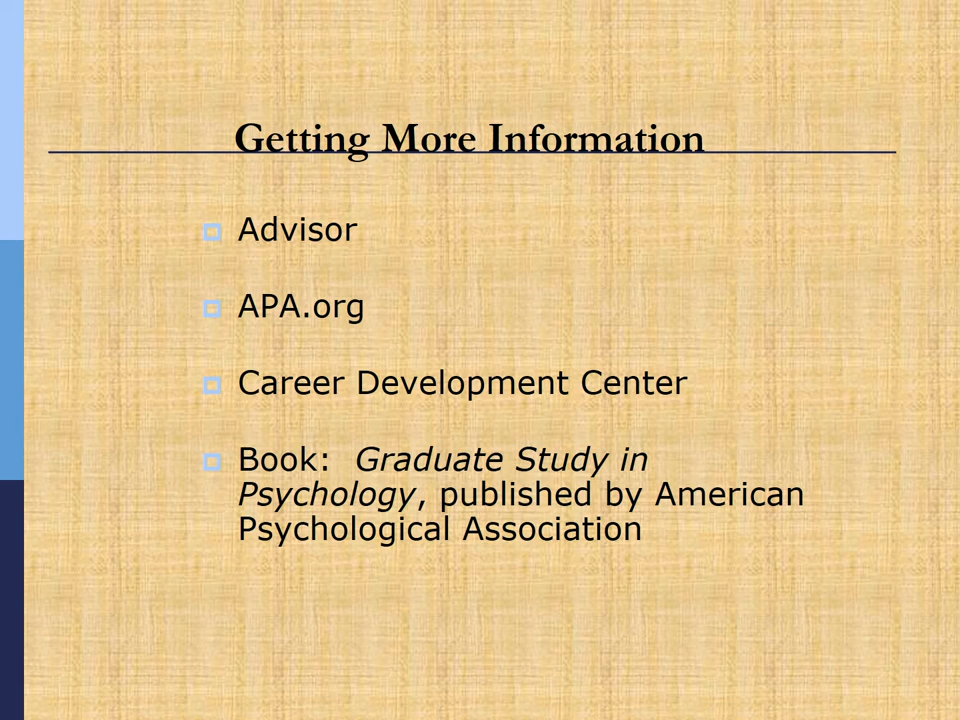 Getting More Information
Advisor
APA.org
Career Development Center
Book:  Graduate Study in
Psychology, published by American
Psychological Association